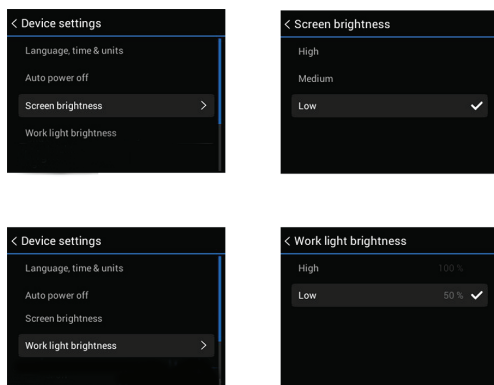 < Device settings
Language, time & units
Auto power off
Screen brightness >
Work light brightness
< Screen brightness
High
Medium
Low
< Device settings
Language, time & units
Auto power off
Screen brightness
Work light brightness >
< Work light brightness
High 100 %
Low 50 %